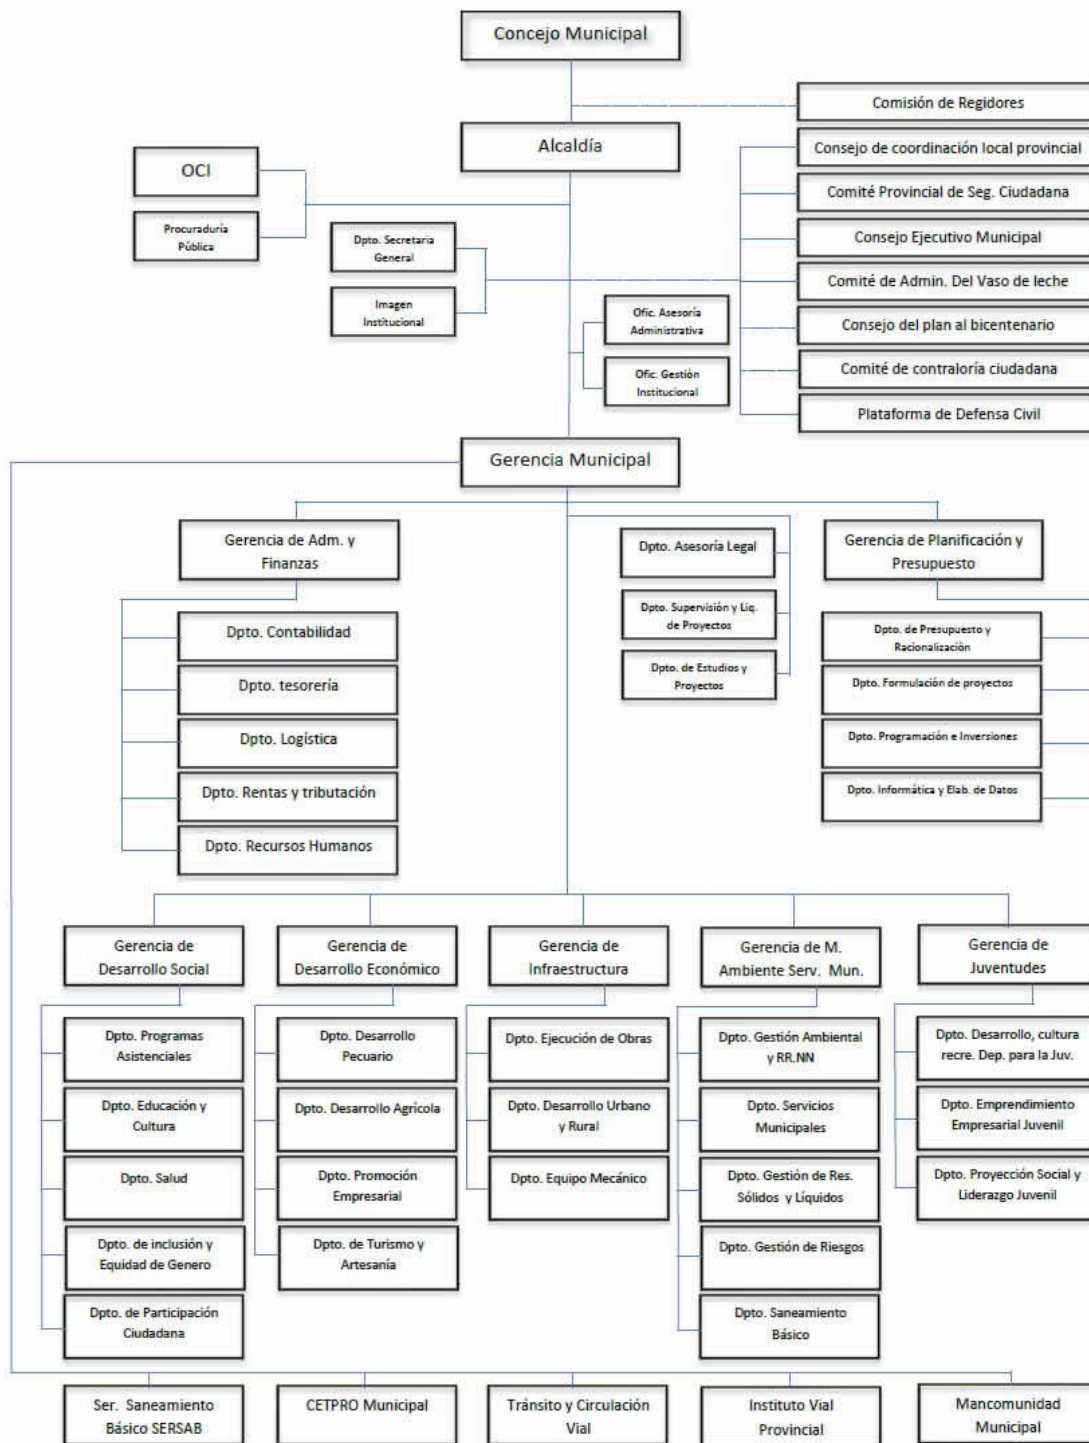 Concejo Municipal
Comisión de Regidores
Alcaldía
Consejo de coordinación local provincial
OCI
Comité Provincial de Seg. Ciudadana
Procuraduría
Pública
Dpto. Secretaria
General
Consejo Ejecutivo Municipal
Comité de Admin. Del Vaso de leche
Imagen
Institucional
Ofic. Asesoría
Administrativa
Consejo del plan al bicentenario
Ofic. Gestión
Institucional
Comité de contraloría ciudadana
Plataforma de Defensa Civil
Gerencia Municipal
Gerencia de Adm. y
Finanzas
Dpto. Asesoría Legal
Gerencia de Planificación y
Presupuesto
Dpto. Contabilidad
Dpto. tesorería
Dpto. Logística
Dpto. Rentas y tributación
Dpto. Recursos Humanos
Dpto. Supervisión y Liq.
de Proyectos
Dpto. de Estudios y
Proyectos
Dpto. de Presupuesto y
Racionalización
Dpto. Formulación de proyectos
Dpto. Programación e Inversiones
Dpto. Informática y Elab. de Datos
Gerencia de
Desarrollo Social
Gerencia de
Desarrollo Económico
Gerencia de
Infraestructura
Gerencia de M.
Ambiente Serv. Mun.
Gerencia de
Juventudes
Dpto. Programas
Asistenciales
Dpto. Educación y
Cultura
Dpto. Salud
Dpto. de inclusión y
Equidad de Genero
Dpto. de Participación
Ciudadana
Dpto. Desarrollo
Pecuario
Dpto. Desarrollo Agrícola
Dpto. Promoción
Empresarial
Dpto. de Turismo y
Artesanía
Dpto. Ejecución de Obras
Dpto. Desarrollo Urbano
y Rural
Dpto. Equipo Mecánico
Dpto. Gestión Ambiental
y RR.NN
Dpto. Servicios
Municipales
Dpto. Gestión de Res.
Sólidos y Líquidos
Dpto. Gestión de Riesgos
Dpto. Saneamiento
Básico
Dpto. Desarrollo, cultura
recre. Dep. para la Juv.
Dpto. Emprendimiento
Empresarial Juvenil
Dpto. Proyección Social y
Liderazgo Juvenil
Ser. Saneamiento
Básico SERSAB
CETPRO Municipal
Tránsito y Circulación
Vial
Instituto Vial
Provincial
Mancomunidad
Municipal